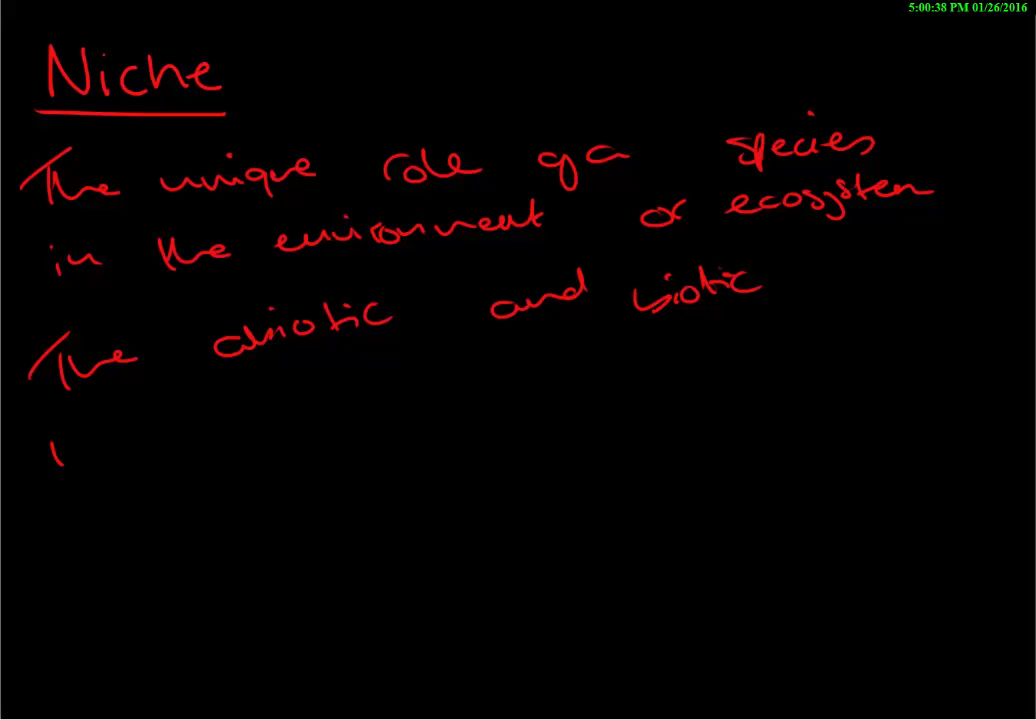 5:00:38 PM 01/26/2016
Niche
The unique role of a species
in the environment or ecosystem
The abiotic and biotic